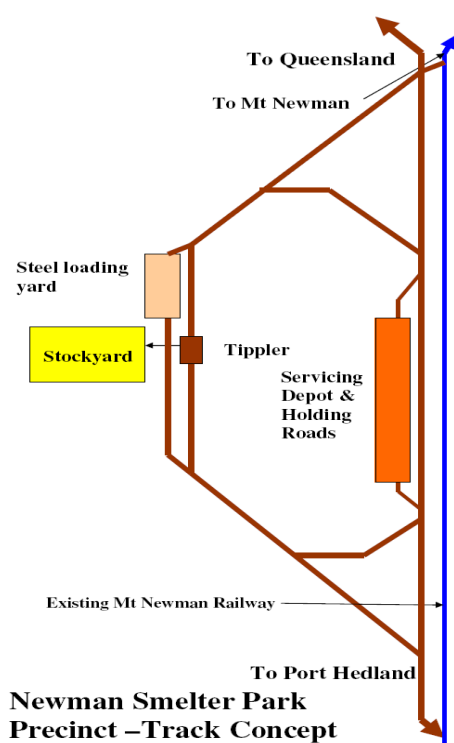 To Queensland
To Mt Newman
Steel loading
yard
Stockyard
Tippler
Servicing
Depot &
Holding
Roads
Existing Mt Newman Railway
To Port Hedland
Newman Smelter Park
Precinct –Track Concept